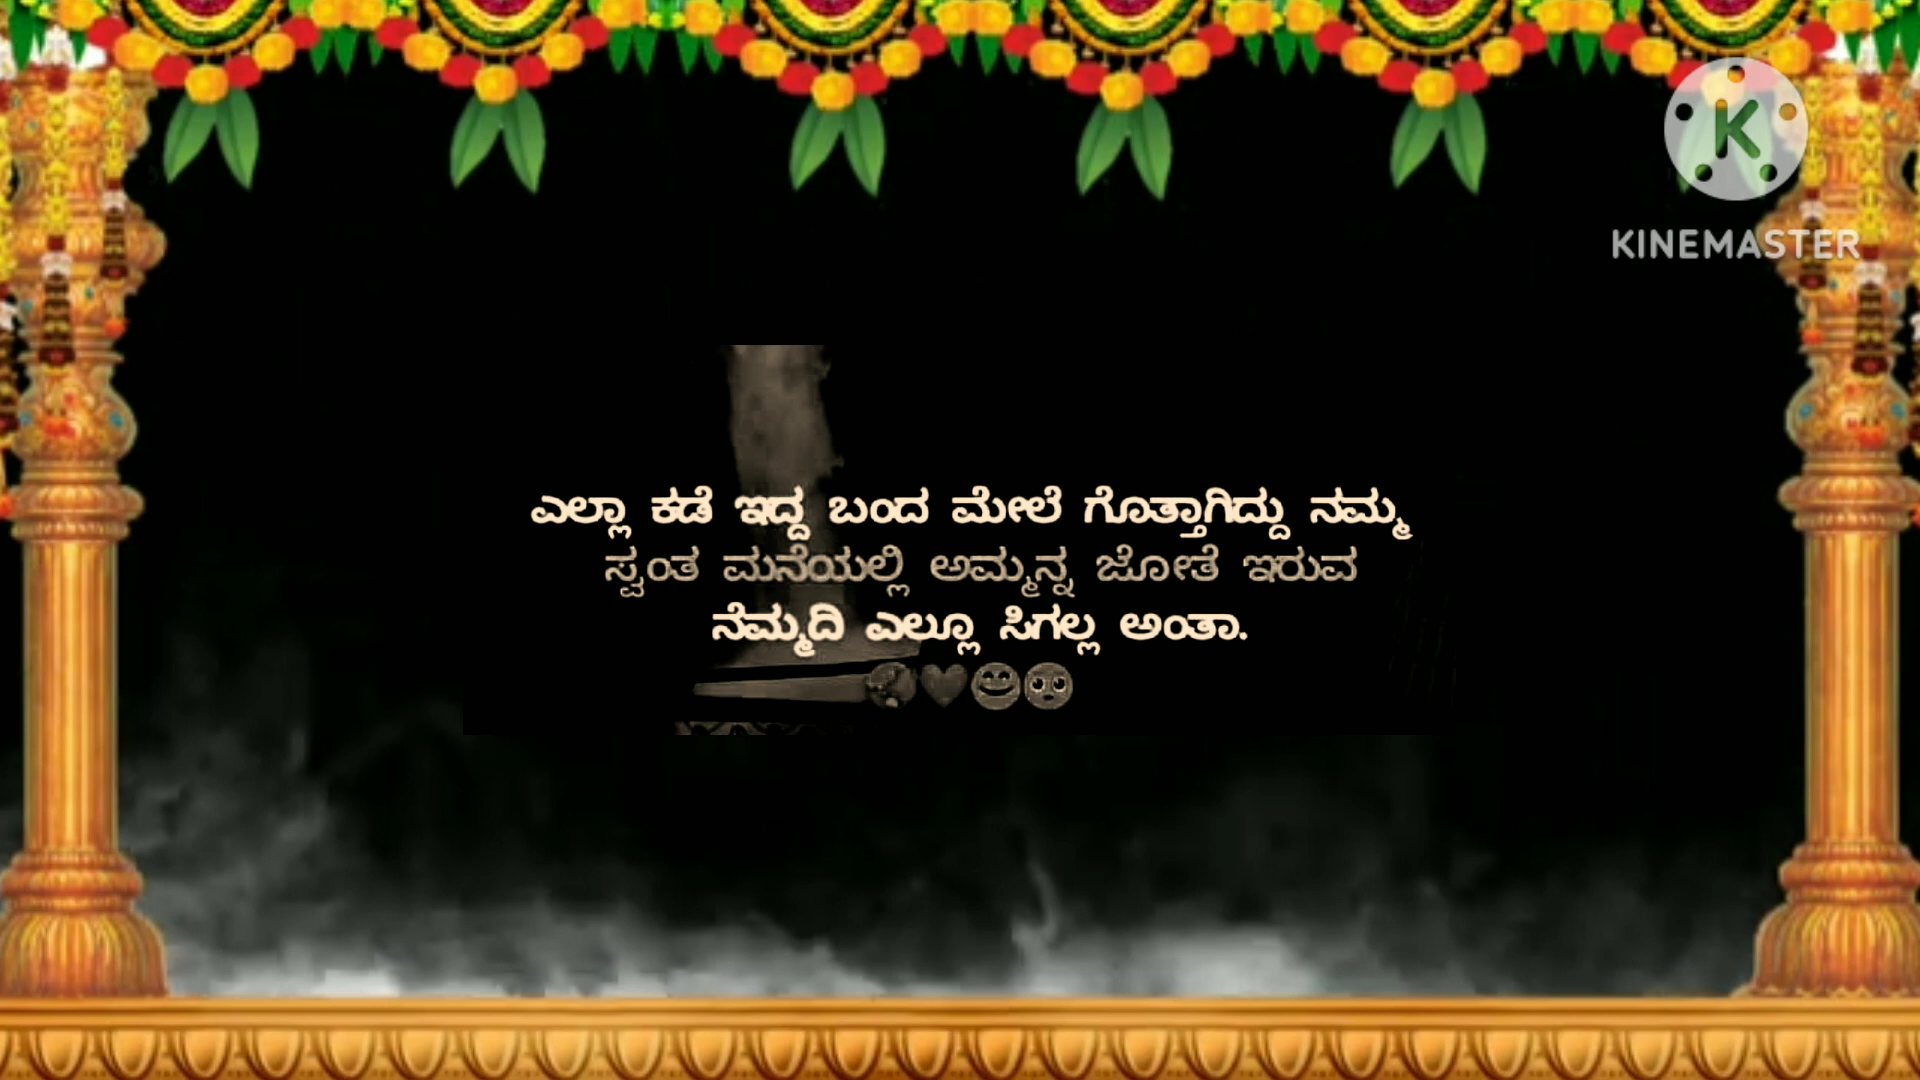 KINEMASTER
ಎಲ್ಲಾ ಕಡೆ ಇದ್ದ ಬಂದ ಮೇಲೆ ಗೊತ್ತಾಗಿದ್ದು ನಮ್ಮ
ಸ್ವಂತ ಮನೆಯಲ್ಲಿ ಅಮ್ಮನ್ನ ಜೋತೆ ಇರುವ
ನೆಮ್ಮದಿ ಎಲ್ಲೂ ಸಿಗಲ್ಲ ಅಂತಾ.